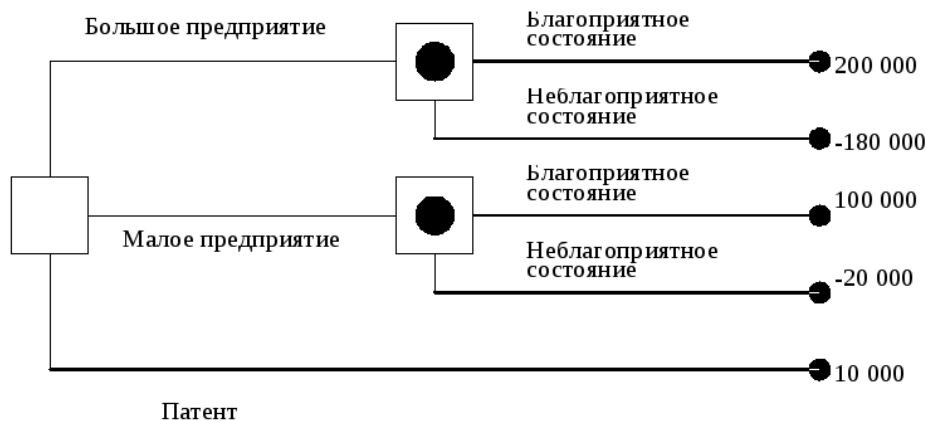 Большое предприятие
Благоприятное
состояние
200 000
Неблагоприятное
состояние
-180 000
Благоприятное
состояние
100 000
Малое предприятие
Неблагоприятное
состояние
-20 000
10 000
Патент